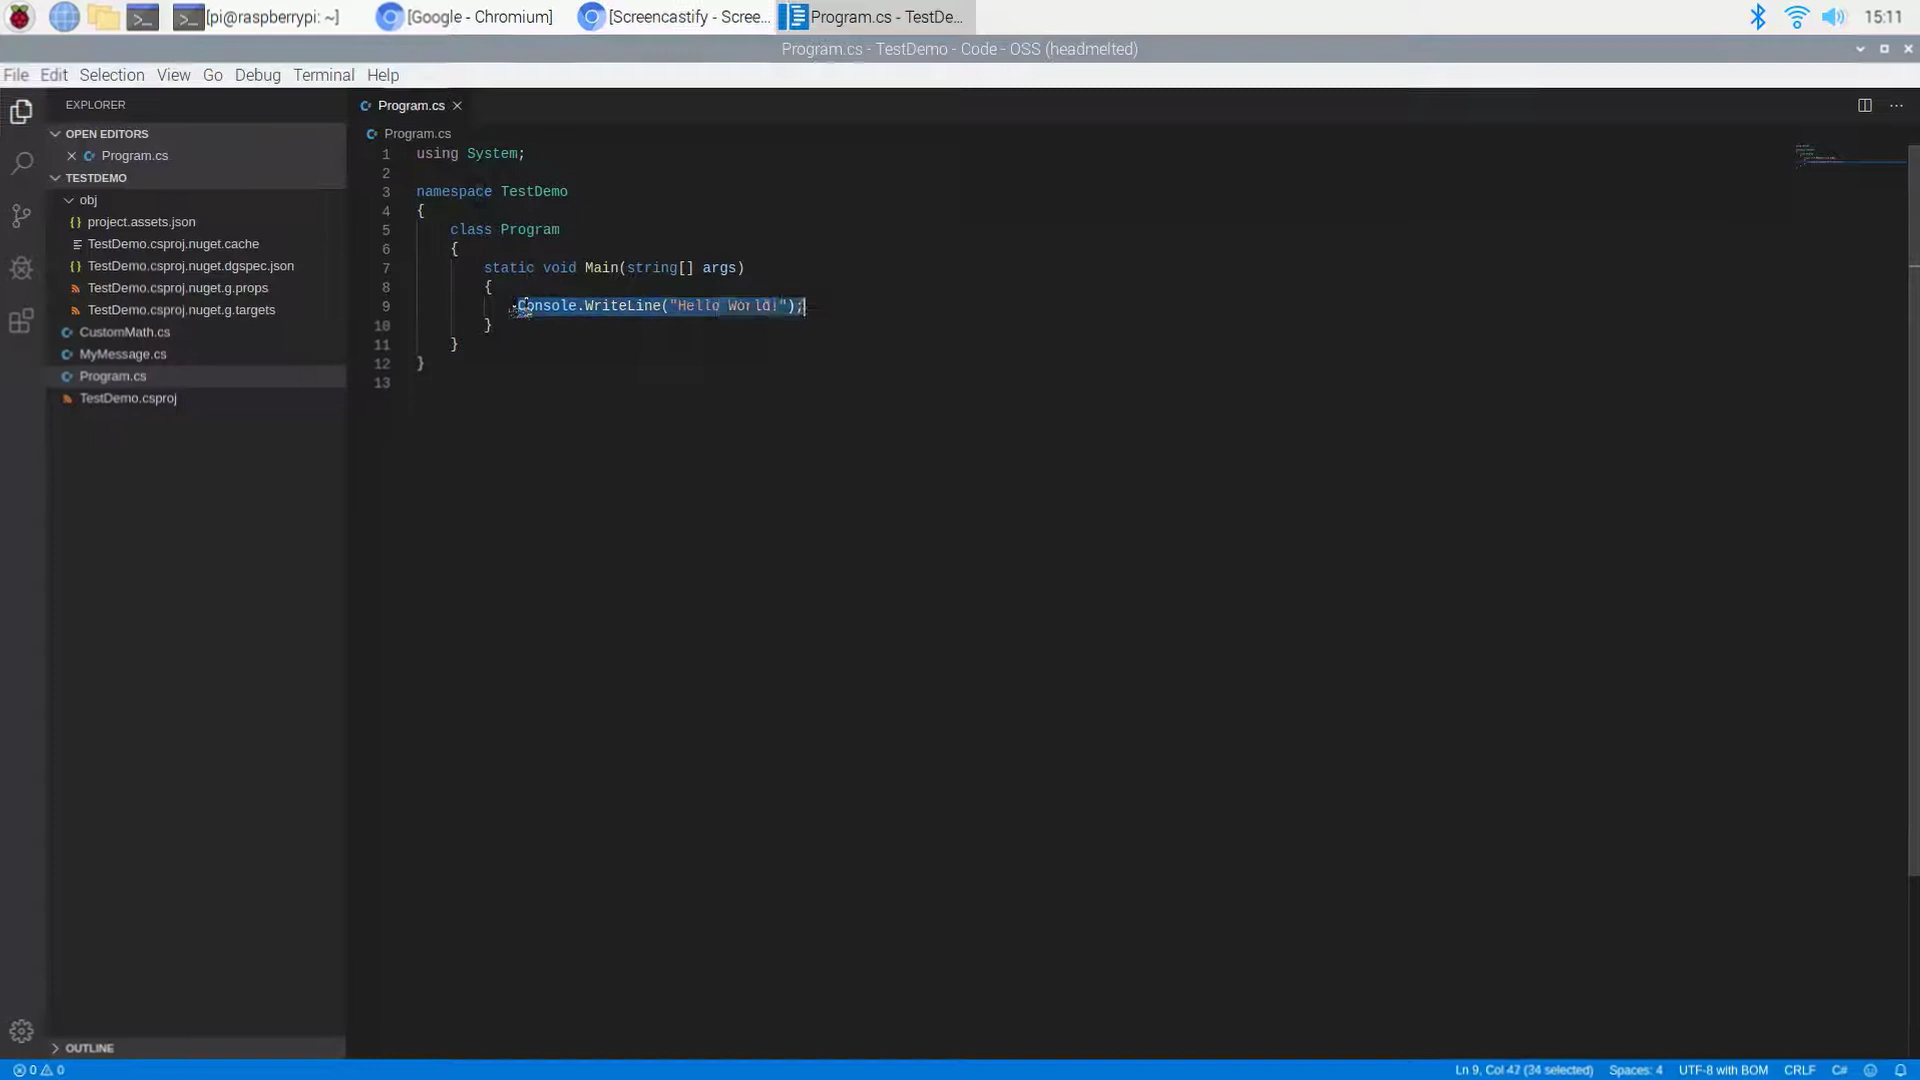 [pi@raspberrypi: ~]
[Google - Chromium]
[Screencastify - Scree...
Program.cs - TestDe...
15:11
Program.cs - TestDemo - Code - OSS (headmelted)
File Edit Selection View Go Debug Terminal Help
EXPLORER
OPEN EDITORS
Program.cs
TESTDEMO
obj
project.assets.json
TestDemo.csproj.nuget.cache
TestDemo.csproj.nuget.dgspec.json
TestDemo.csproj.nuget.g.props
TestDemo.csproj.nuget.g.targets
CustomMath.cs
MyMessage.cs
Program.cs
TestDemo.csproj
OUTLINE
Program.cs
Program.cs
1 using System;
2
3 namespace TestDemo
4 {
5 class Program
6 {
7 static void Main(string[] args)
8 {
9 Console.WriteLine("Hello World!");
10 }
11 }
12 }
13
0 0
Ln 9, Col 47 (34 selected) Spaces: 4 UTF-8 with BOM CRLF C#